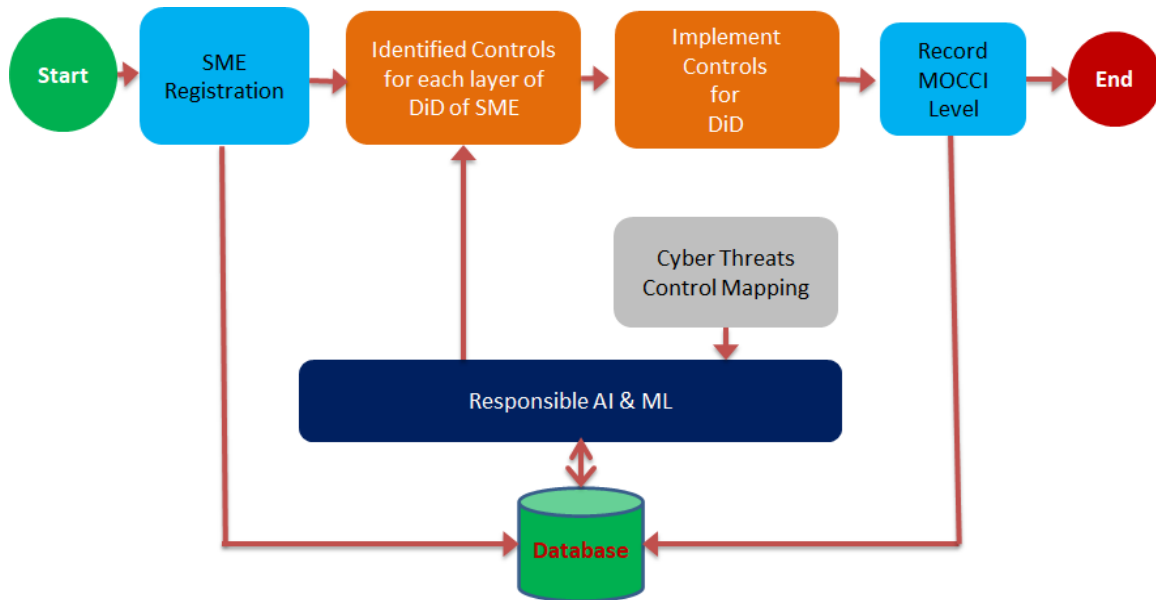 Start
SME
Registration
Identified Controls
for each layer of
DiD of SME
Implement
Controls
for
DiD
Record
MOCCI
Level
End
Cyber Threats
Control Mapping
Responsible AI & ML
Database